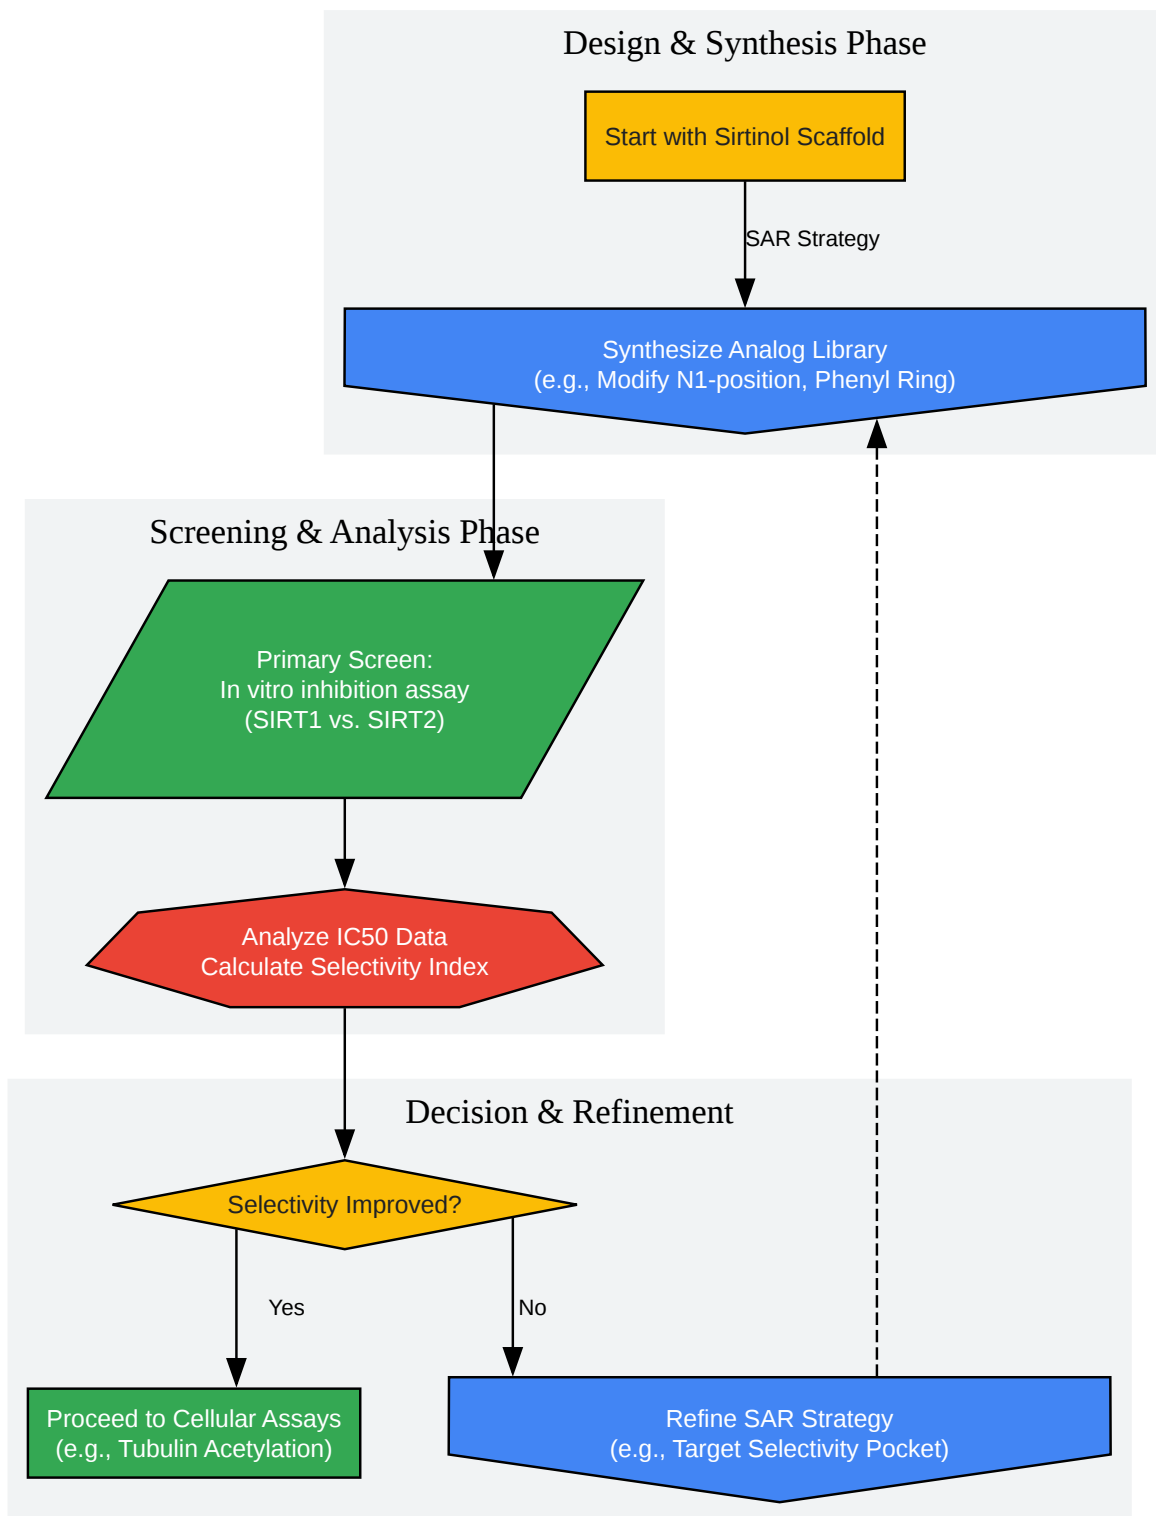 Design & Synthesis Phase
Start with Sirtinol Scaffold
SAR Strategy
Synthesize Analog Library
(e.g., Modify N1-position, Phenyl Ring)
Screening & Analysis Phase
Primary Screen:
In vitro inhibition assay
(SIRT1 vs. SIRT2)
Analyze IC50 Data
Calculate Selectivity Index
Decision & Refinement
Selectivity Improved?
Yes
No
Proceed to Cellular Assays
(e.g., Tubulin Acetylation)
Refine SAR Strategy
(e.g., Target Selectivity Pocket)